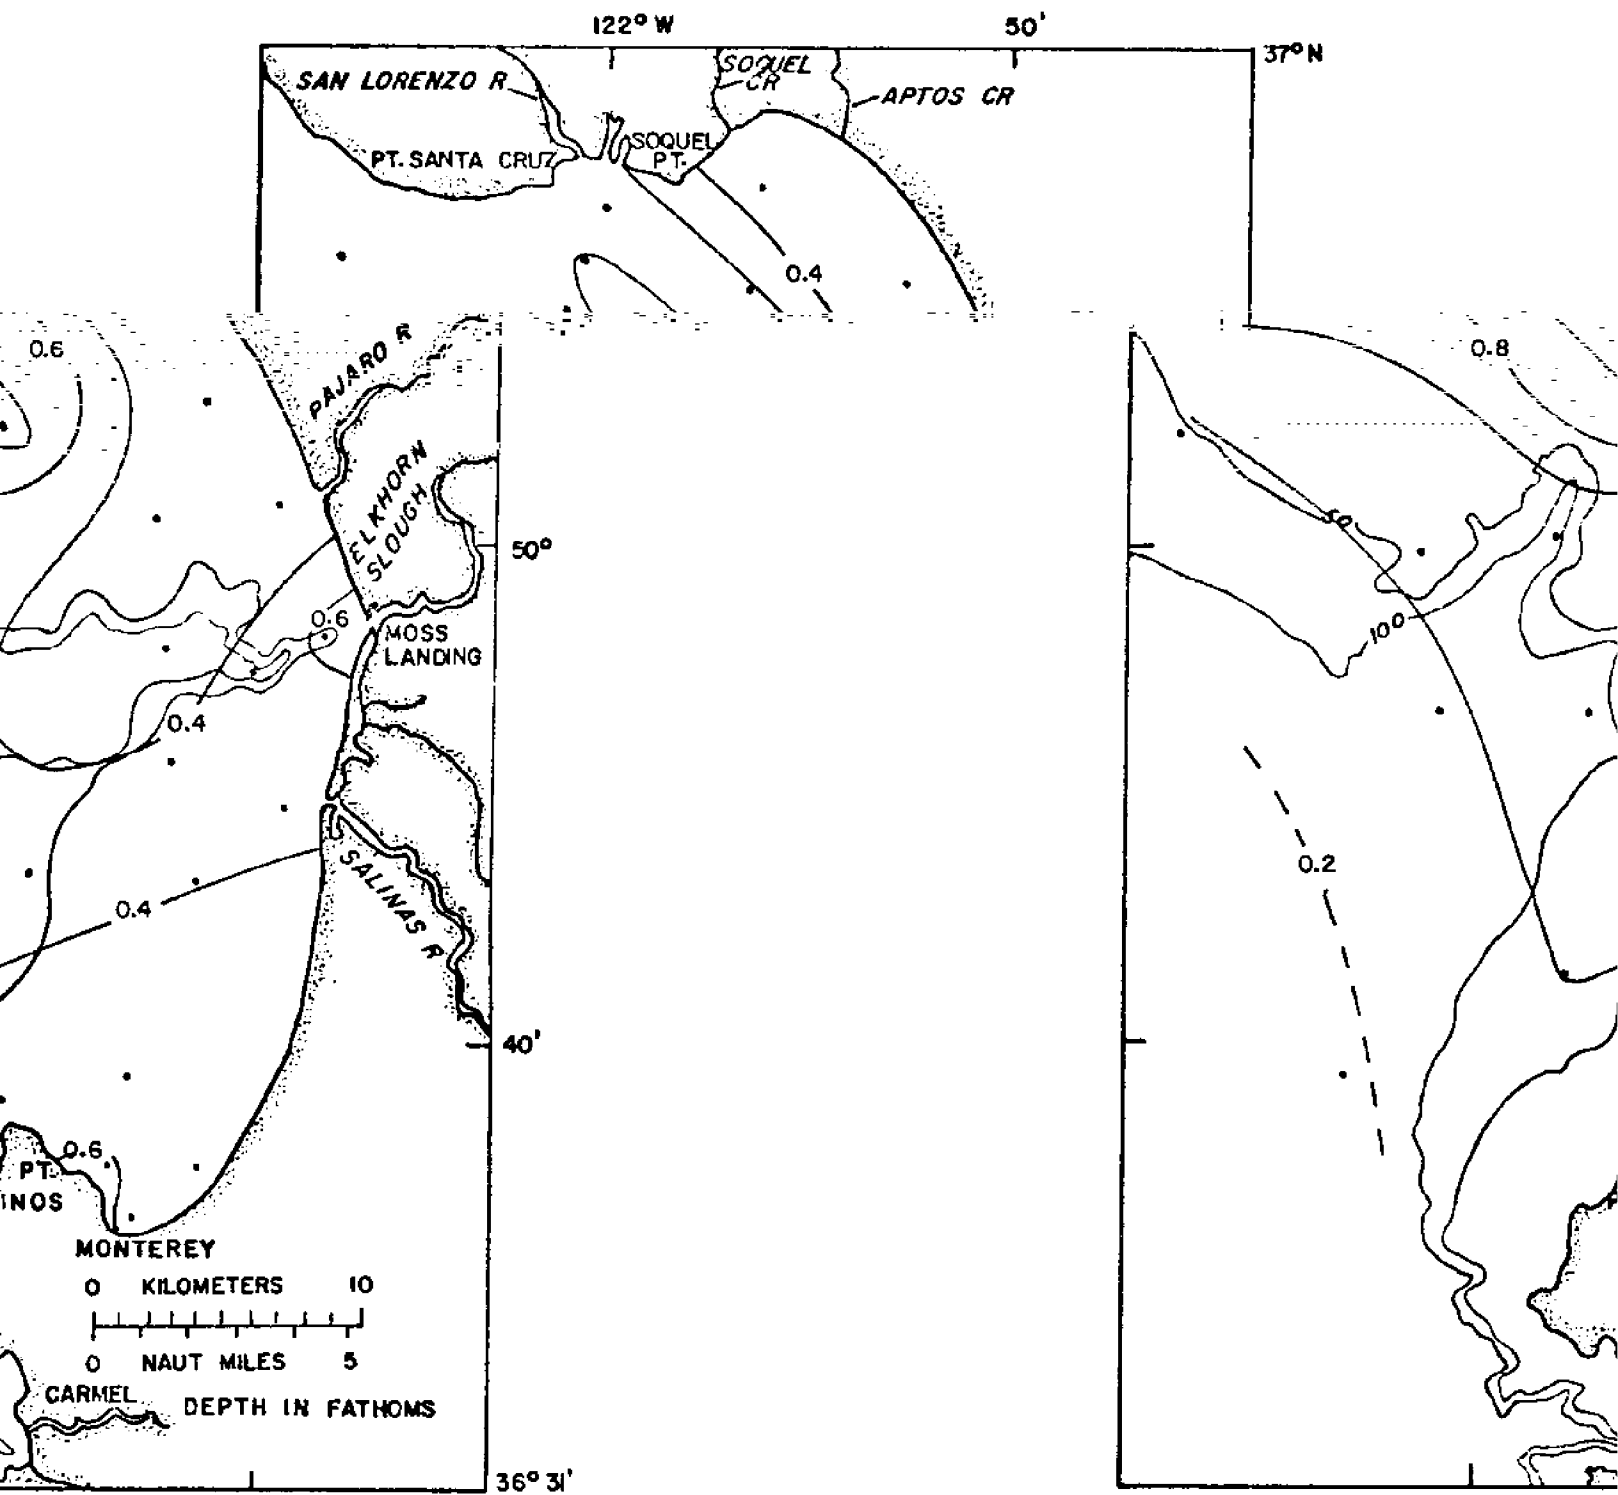 122° W
50'
37° N
SAN LORENZO R
SOQUEL
CR
APTOS CR
PT. SANTA CRUZ
SOQUEL
PT.
0.4
0.6
PAJARO R
0.8
ELKHORN
SLOUGH
50°
50
0.6
MOSS
LANDING
100
0.4
0.2
SALINAS R
0.4
40'
0.6
PT.
INOS
MONTEREY
0 KILOMETERS 10
0 NAUT MILES 5
CARMEL
DEPTH IN FATHOMS
36° 31'